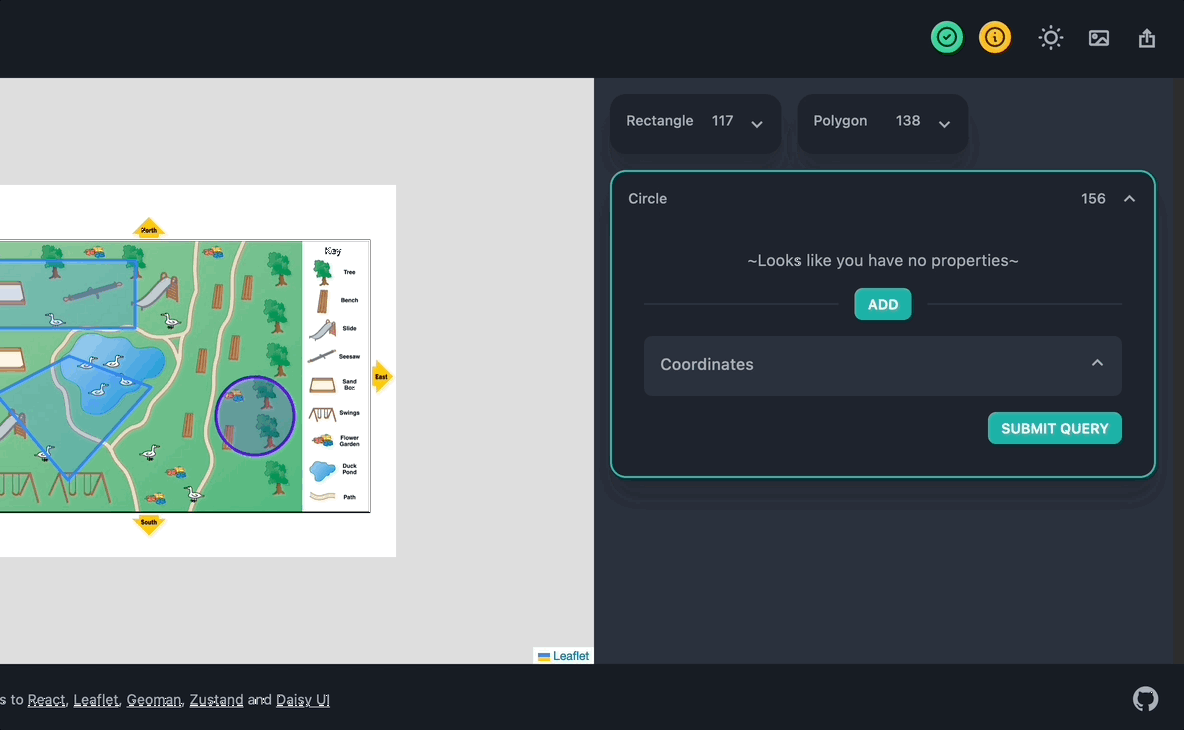 Rectangle 117
Polygon 138
Circle 156
~Looks like you have no properties~
ADD
Coordinates
SUBMIT QUERY
North
Key
Tree
Bench
Slide
Seesaw
Sand
Box
Swings
Flower
Garden
Duck
Pond
Path
East
South
Leaflet
s to React, Leaflet, Geoman, Zustand and Daisy UI